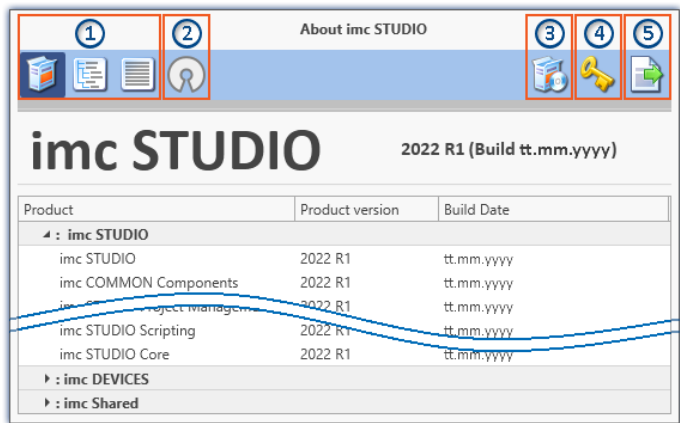 1 2 About imc STUDIO 3 4 5
imc STUDIO 2022 R1 (Build tt.mm.yyyy)
Product Product version Build Date
: imc STUDIO
imc STUDIO 2022 R1 tt.mm.yyyy
imc COMMON Components 2022 R1 tt.mm.yyyy
imc 2022 R1 tt.mm.yyyy
imc STUDIO Scripting 2022 R1 tt.mm.yyyy
imc STUDIO Core 2022 R1 tt.mm.yyyy
: imc DEVICES
: imc Shared